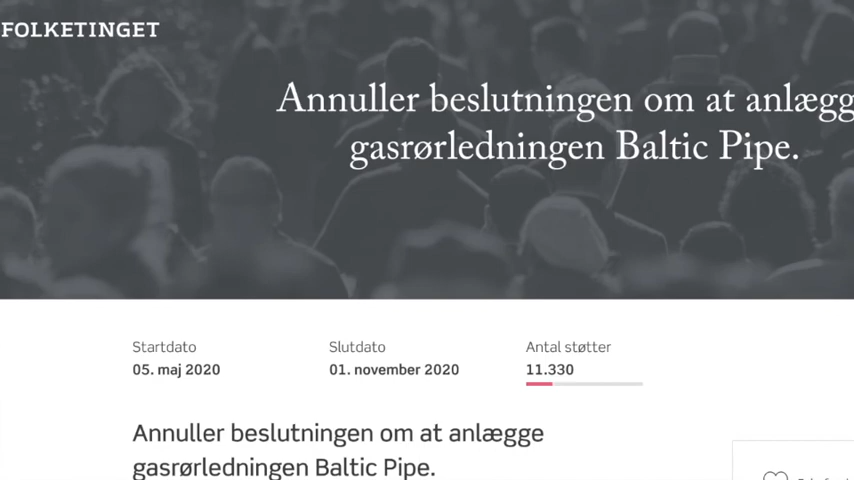 FOLKETINGET
Annuller beslutningen om at anlægg
gasrørledningen Baltic Pipe.
Startdato Slutdato Antal støtter
05. maj 2020 01. november 2020 11.330
Annuller beslutningen om at anlægge
gasrørledningen Baltic Pipe.